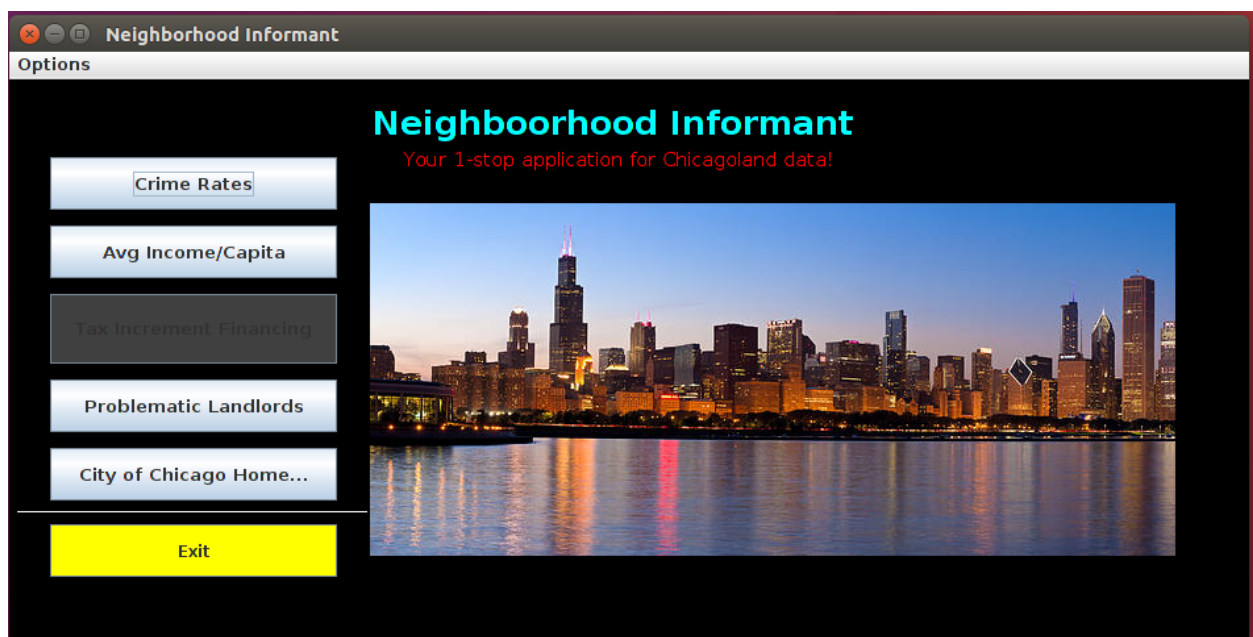 Neighborhood Informant
Options
Neighboorhood Informant
Your 1-stop application for Chicagoland data!
Crime Rates
Avg Income/Capita
Tax Increment Financing
Problematic Landlords
City of Chicago Home...
Exit